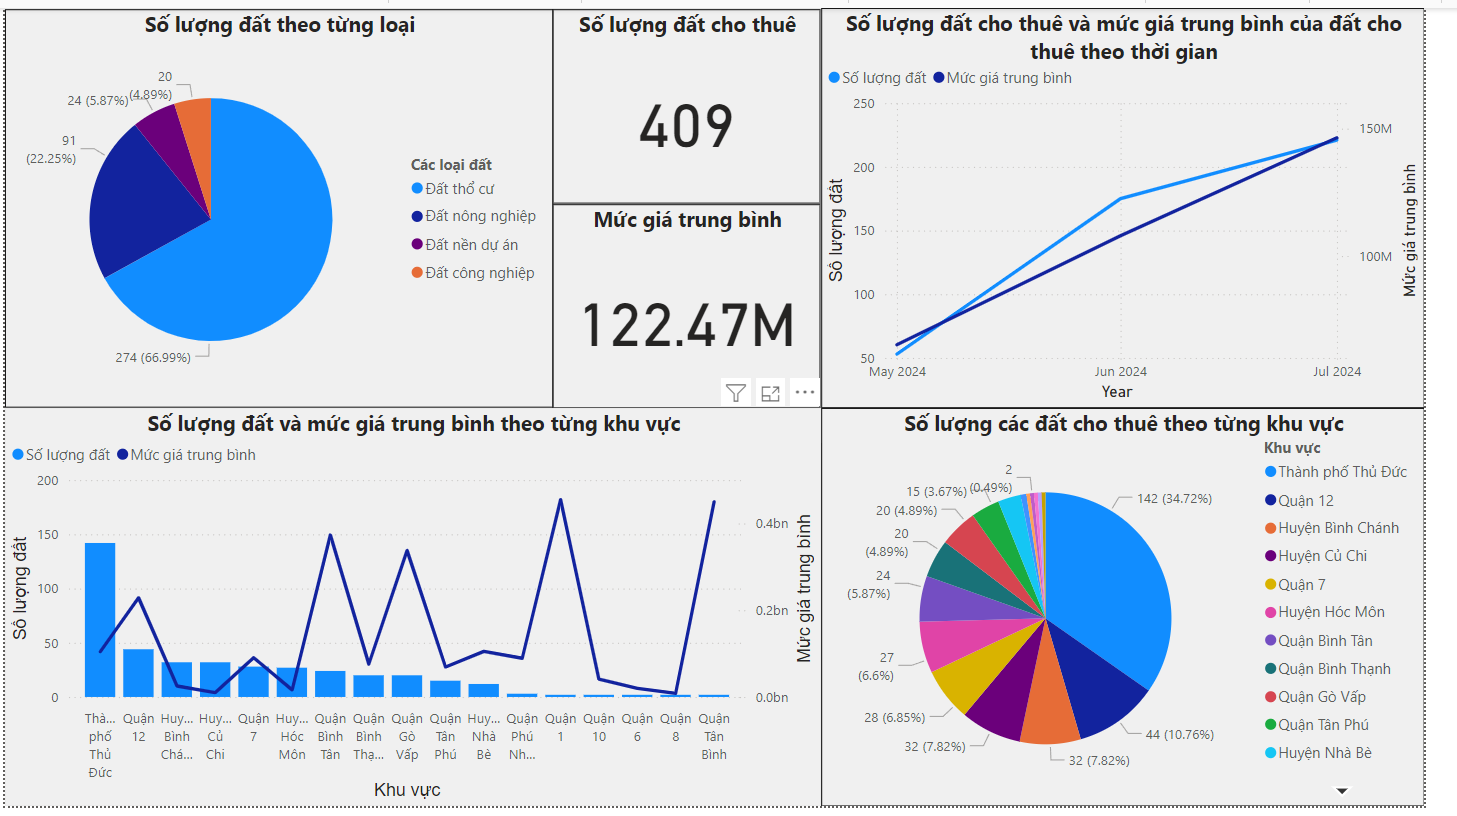 Số lượng đất theo từng loại
20
(4.89%)
24 (5.87%)
91
(22.25%)
274 (66.99%)
Các loại đất
Đất thổ cư
Đất nông nghiệp
Đất nền dự án
Đất công nghiệp
Số lượng đất cho thuê
409
Mức giá trung bình
122.47M
Số lượng đất cho thuê và mức giá trung bình của đất cho
thuê theo thời gian
Số lượng đất Mức giá trung bình
250
200
150
100
50
Số lượng đất
150M
100M
Mức giá trung bình
May 2024 Jun 2024 Jul 2024
Year
Số lượng đất và mức giá trung bình theo từng khu vực
Số lượng đất Mức giá trung bình
200
150
100
50
0
Số lượng đất
0.4bn
0.2bn
0.0bn
Mức giá trung bình
Thà...
phố
Thủ
Đức
Quận
12
Huy...
Bình
Chá...
Huy...
Củ
Chi
Quận
7
Huy...
Hóc
Môn
Quận
Bình
Tân
Quận
Bình
Thạ...
Quận
Gò
Vấp
Quận
Tân
Phú
Huy...
Nhà
Bè
Quận
Phú
Nh...
Quận
1
Quận
10
Quận
6
Quận
8
Quận
Tân
Bình
Khu vực
Số lượng các đất cho thuê theo từng khu vực
2
(0.49%)
15 (3.67%)
20 (4.89%)
20
(4.89%)
24
(5.87%)
27
(6.6%)
28 (6.85%)
32 (7.82%)
32 (7.82%)
44 (10.76%)
142 (34.72%)
Khu vực
Thành phố Thủ Đức
Quận 12
Huyện Bình Chánh
Huyện Củ Chi
Quận 7
Huyện Hóc Môn
Quận Bình Tân
Quận Bình Thạnh
Quận Gò Vấp
Quận Tân Phú
Huyện Nhà Bè